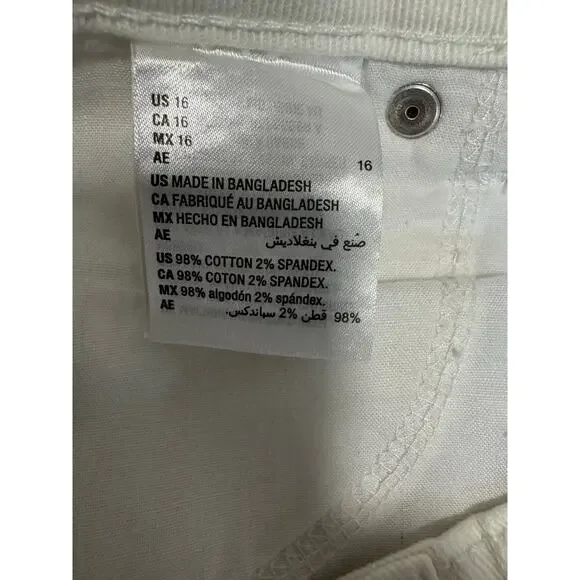 US 16
CA 16
MX 16
AE 16
US MADE IN BANGLADESH
CA FABRIQUÉ AU BANGLADESH
MX HECHO EN BANGLADESH
AE صنع في بنغلاديش
US 98% COTTON 2% SPANDEX.
CA 98% COTON 2% SPANDEX.
MX 98% algodón 2% spándex.
AE 98% قطن 2% سباندكس.